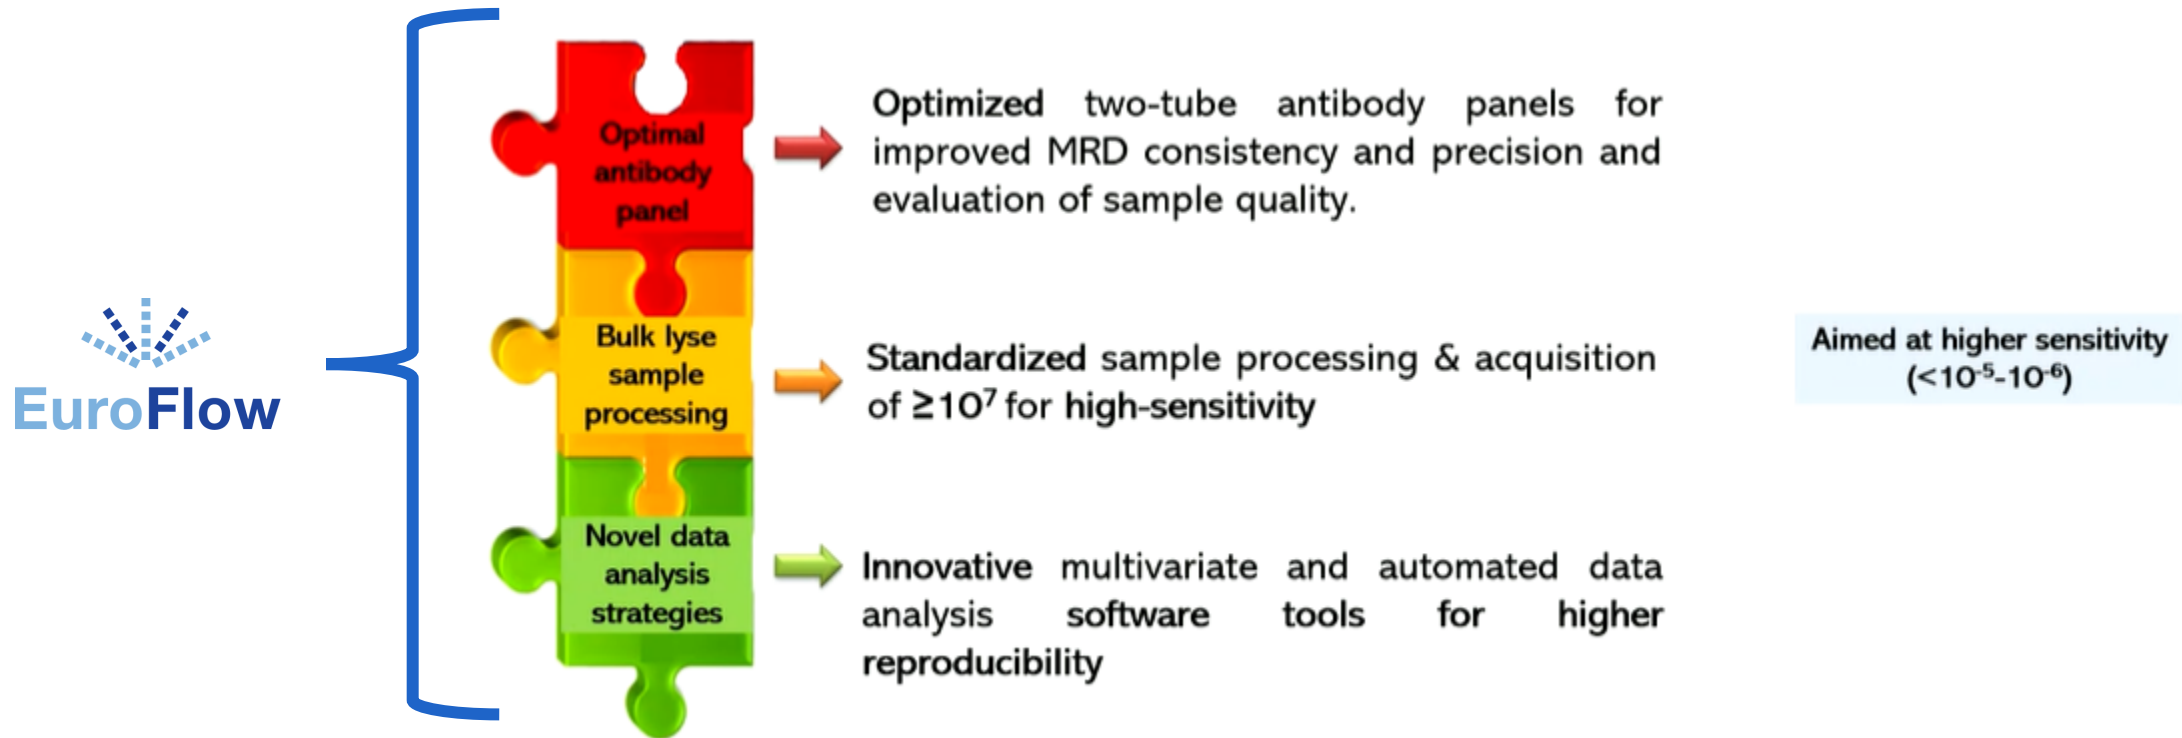 EuroFlow
Optimal
antibody
panel
Optimized two-tube antibody panels for
improved MRD consistency and precision and
evaluation of sample quality.
Bulk lyse
sample
processing
Standardized sample processing & acquisition
of ≥10⁷ for high-sensitivity
Aimed at higher sensitivity
(<10⁻⁵-10⁻⁶)
Novel data
analysis
strategies
Innovative multivariate and automated data
analysis software tools for higher
reproducibility